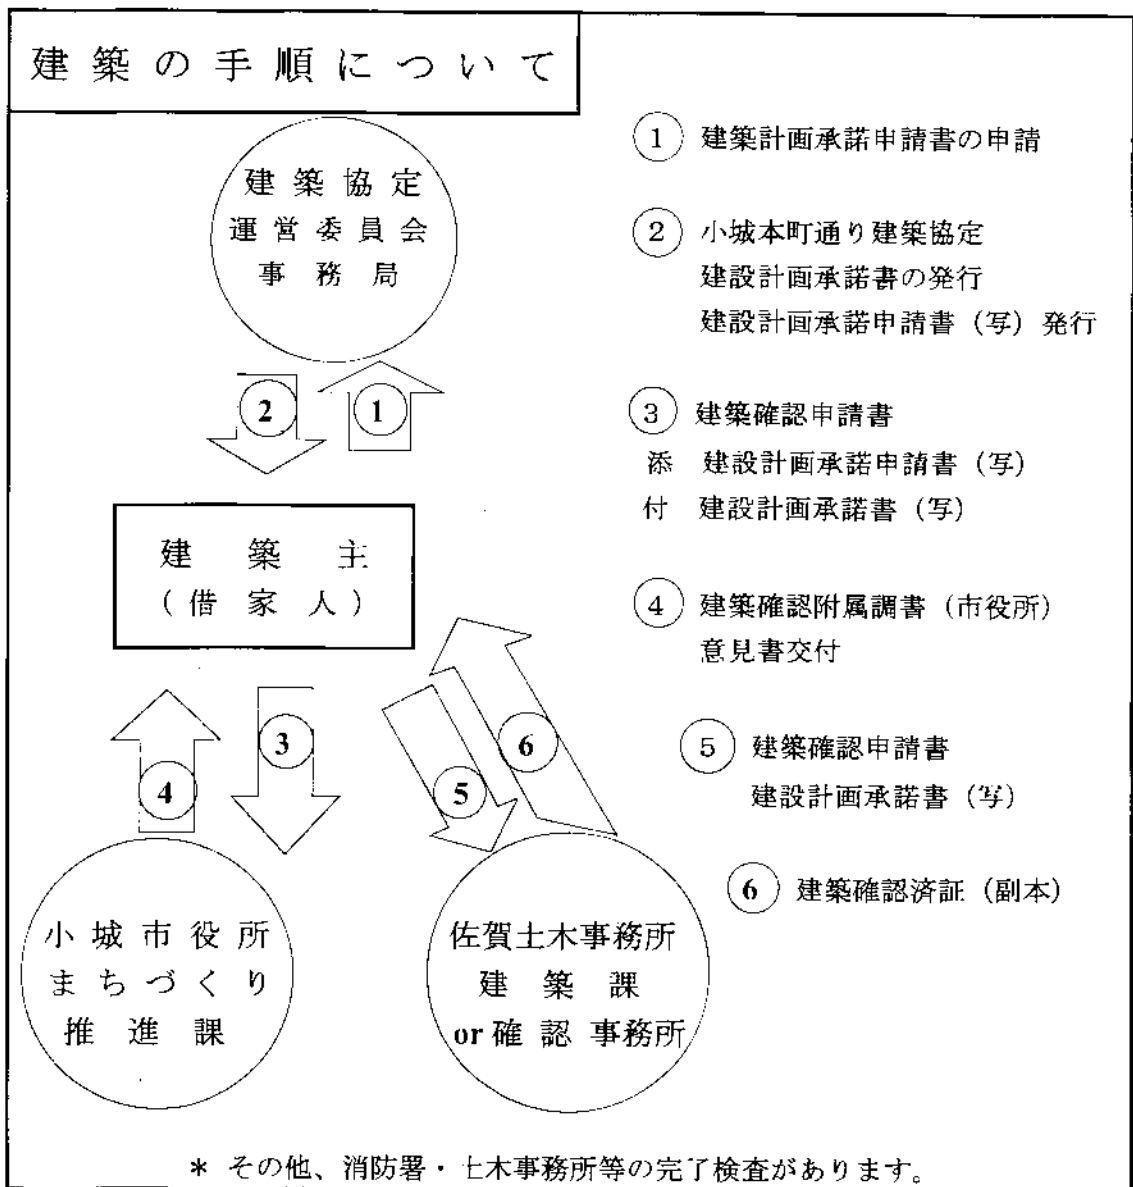 建築の手順について
建築協定
運営委員会
事務局
① 建築計画承諾申請書の申請
② 小城本町通り建築協定
建設計画承諾書の発行
建設計画承諾申請書（写）発行
② ①
③ 建築確認申請書
添 建設計画承諾申請書（写）
付 建設計画承諾書（写）
建築主
（借家人）
④ 建築確認附属調書（市役所）
意見書交付
④ ③ ⑤ ⑥
⑤ 建築確認申請書
建設計画承諾書（写）
⑥ 建築確認済証（副本）
小城市役所
まちづくり
推進課
佐賀土木事務所
建築課
or確認事務所
* その他、消防署・土木事務所等の完了検査があります。